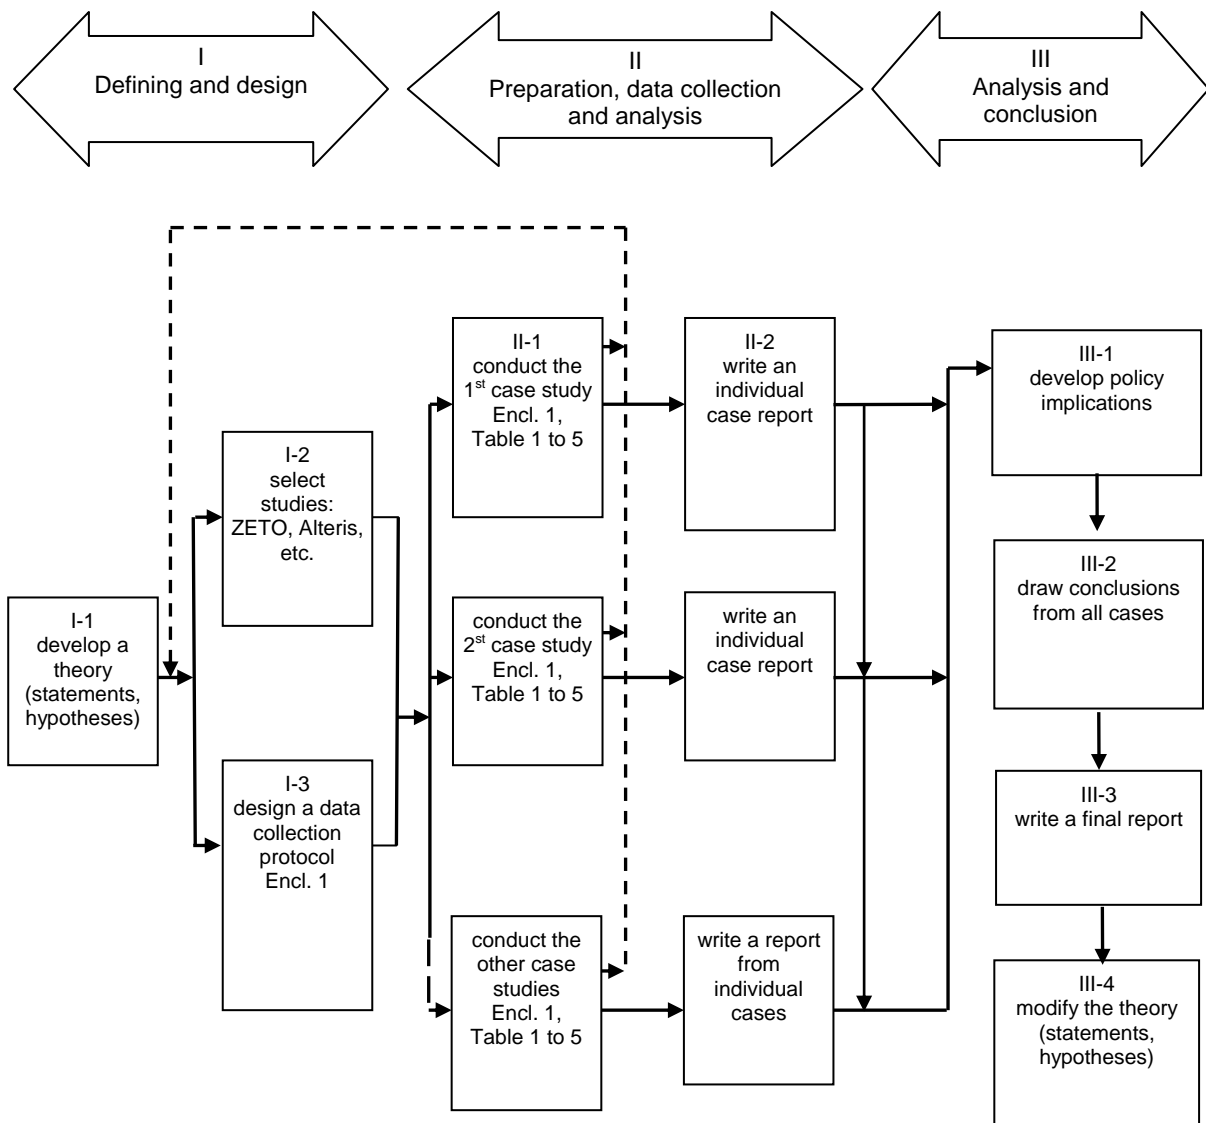 I
Defining and design
II
Preparation, data collection
and analysis
III
Analysis and
conclusion
I-1
develop a
theory
(statements,
hypotheses)
I-2
select
studies:
ZETO, Alteris,
etc.
I-3
design a data
collection
protocol
Encl. 1
II-1
conduct the
1st case study
Encl. 1,
Table 1 to 5
conduct the
2st case study
Encl. 1,
Table 1 to 5
conduct the
other case
studies
Encl. 1,
Table 1 to 5
II-2
write an
individual
case report
write an
individual
case report
write a report
from
individual
cases
III-1
develop policy
implications
III-2
draw conclusions
from all cases
III-3
write a final report
III-4
modify the theory
(statements,
hypotheses)